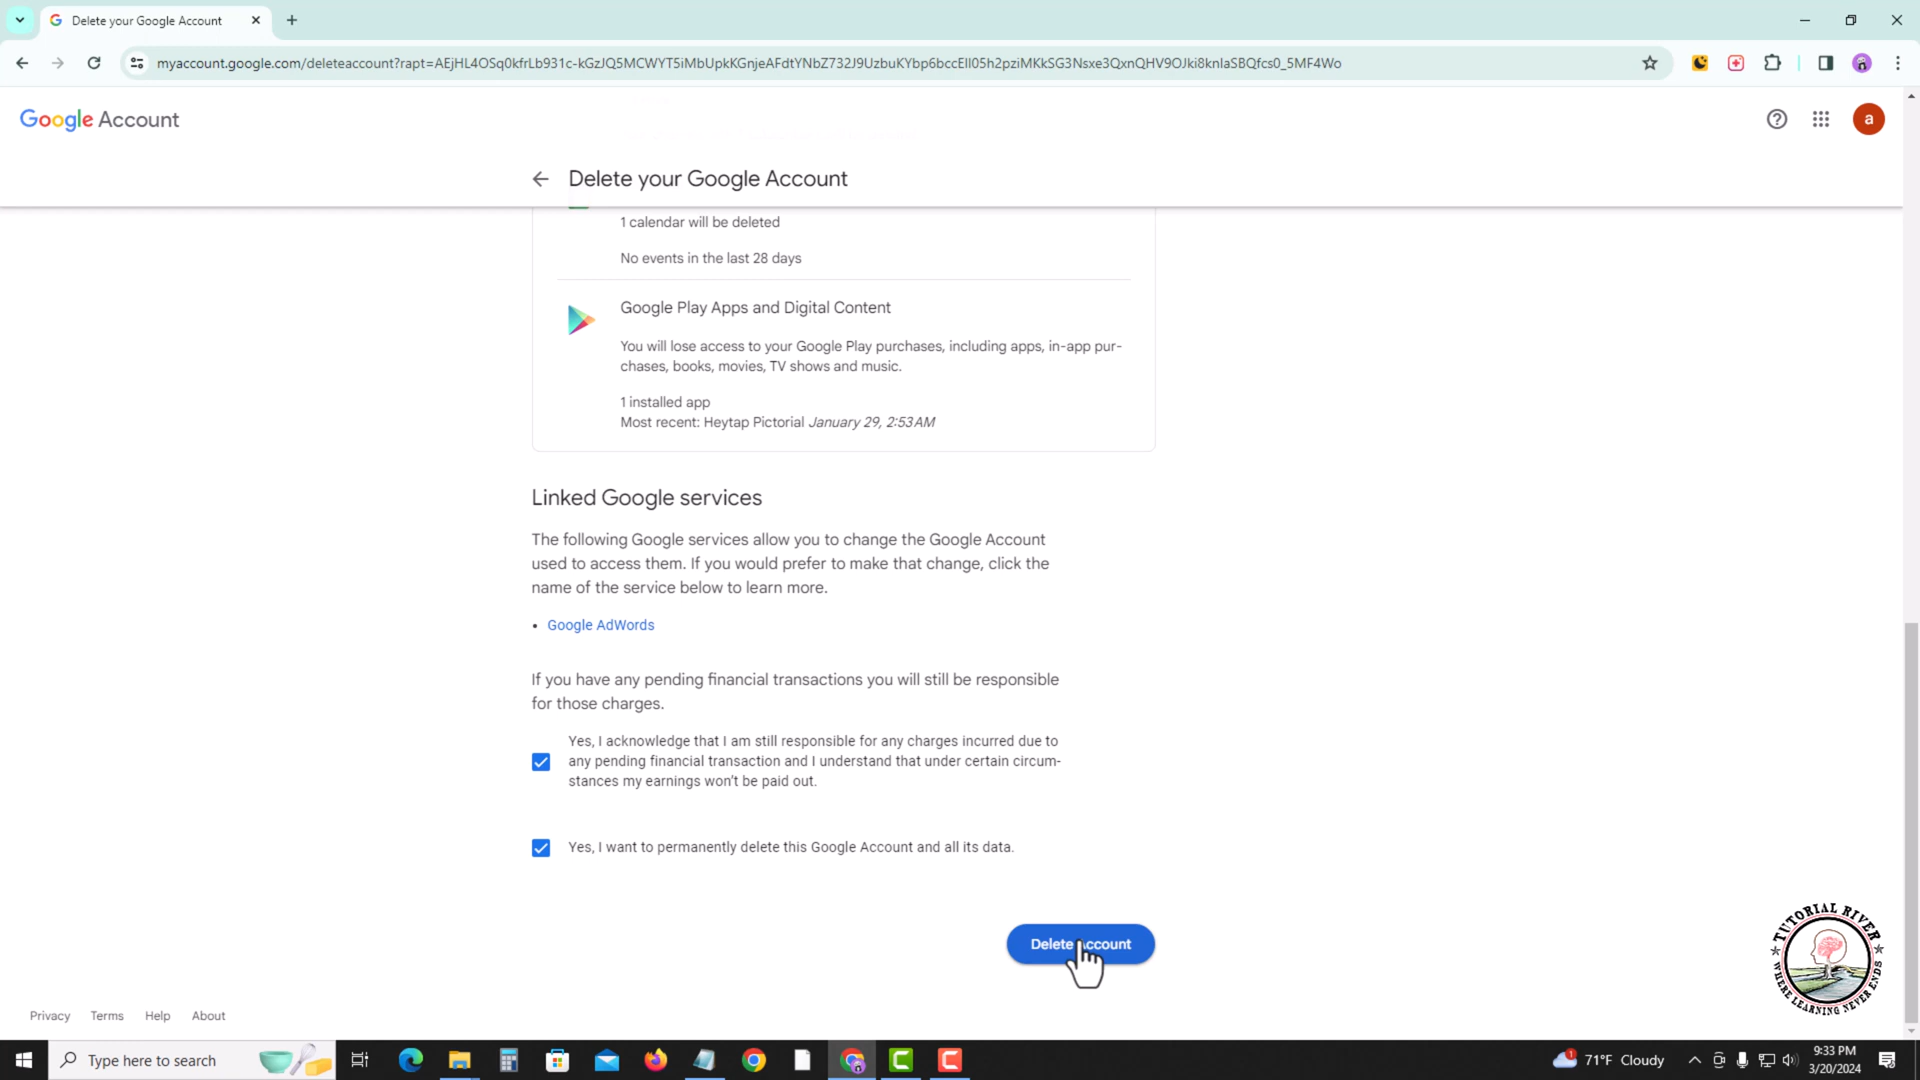 Delete your Google Account
myaccount.google.com/deleteaccount?rapt=AEjHL4OSq0kfrLb931c-kGzJQ5MCWYT5iMbUpkKGnjeAFdtYNbZ732J9UzbuKYbp6bccEIl05h2pziMKkSG3Nsxe3QxnQHV9OJki8knlaSBQfcs0_5MF4Wo
Google Account
a
Delete your Google Account
1 calendar will be deleted
No events in the last 28 days
Google Play Apps and Digital Content
You will lose access to your Google Play purchases, including apps, in-app pur-
chases, books, movies, TV shows and music.
1 installed app
Most recent: Heytap Pictorial January 29, 2:53 AM
Linked Google services
The following Google services allow you to change the Google Account
used to access them. If you would prefer to make that change, click the
name of the service below to learn more.
• Google AdWords
If you have any pending financial transactions you will still be responsible
for those charges.
Yes, I acknowledge that I am still responsible for any charges incurred due to
any pending financial transaction and I understand that under certain circum-
stances my earnings won't be paid out.
Yes, I want to permanently delete this Google Account and all its data.
Delete Account
TUTORIAL RIVER
WHERE LEARNING NEVER ENDS
Privacy Terms Help About
Type here to search
1
71°F Cloudy
9:33 PM
3/20/2024